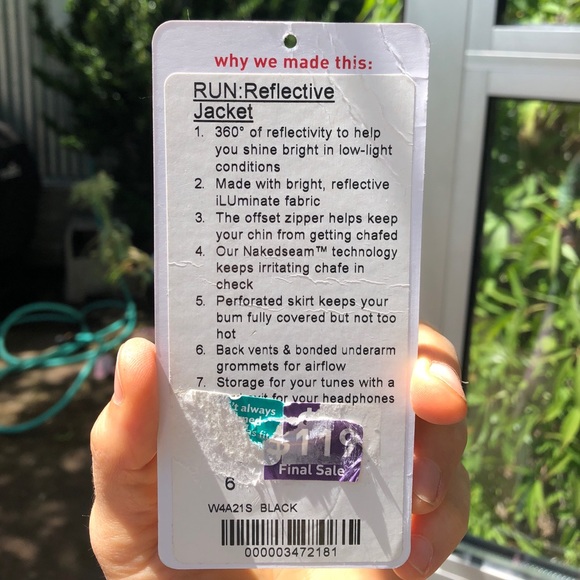 why we made this:
RUN:Reflective
Jacket
1. 360° of reflectivity to help
you shine bright in low-light
conditions
2. Made with bright, reflective
iLUminate fabric
3. The offset zipper helps keep
your chin from getting chafed
4. Our Nakedseam™ technology
keeps irritating chafe in
check
5. Perforated skirt keeps your
bum fully covered but not too
hot
6. Back vents & bonded underarm
grommets for airflow
7. Storage for your tunes with a
for your headphones
always
$119
Final Sale
6
W4A21S BLACK
000003472181